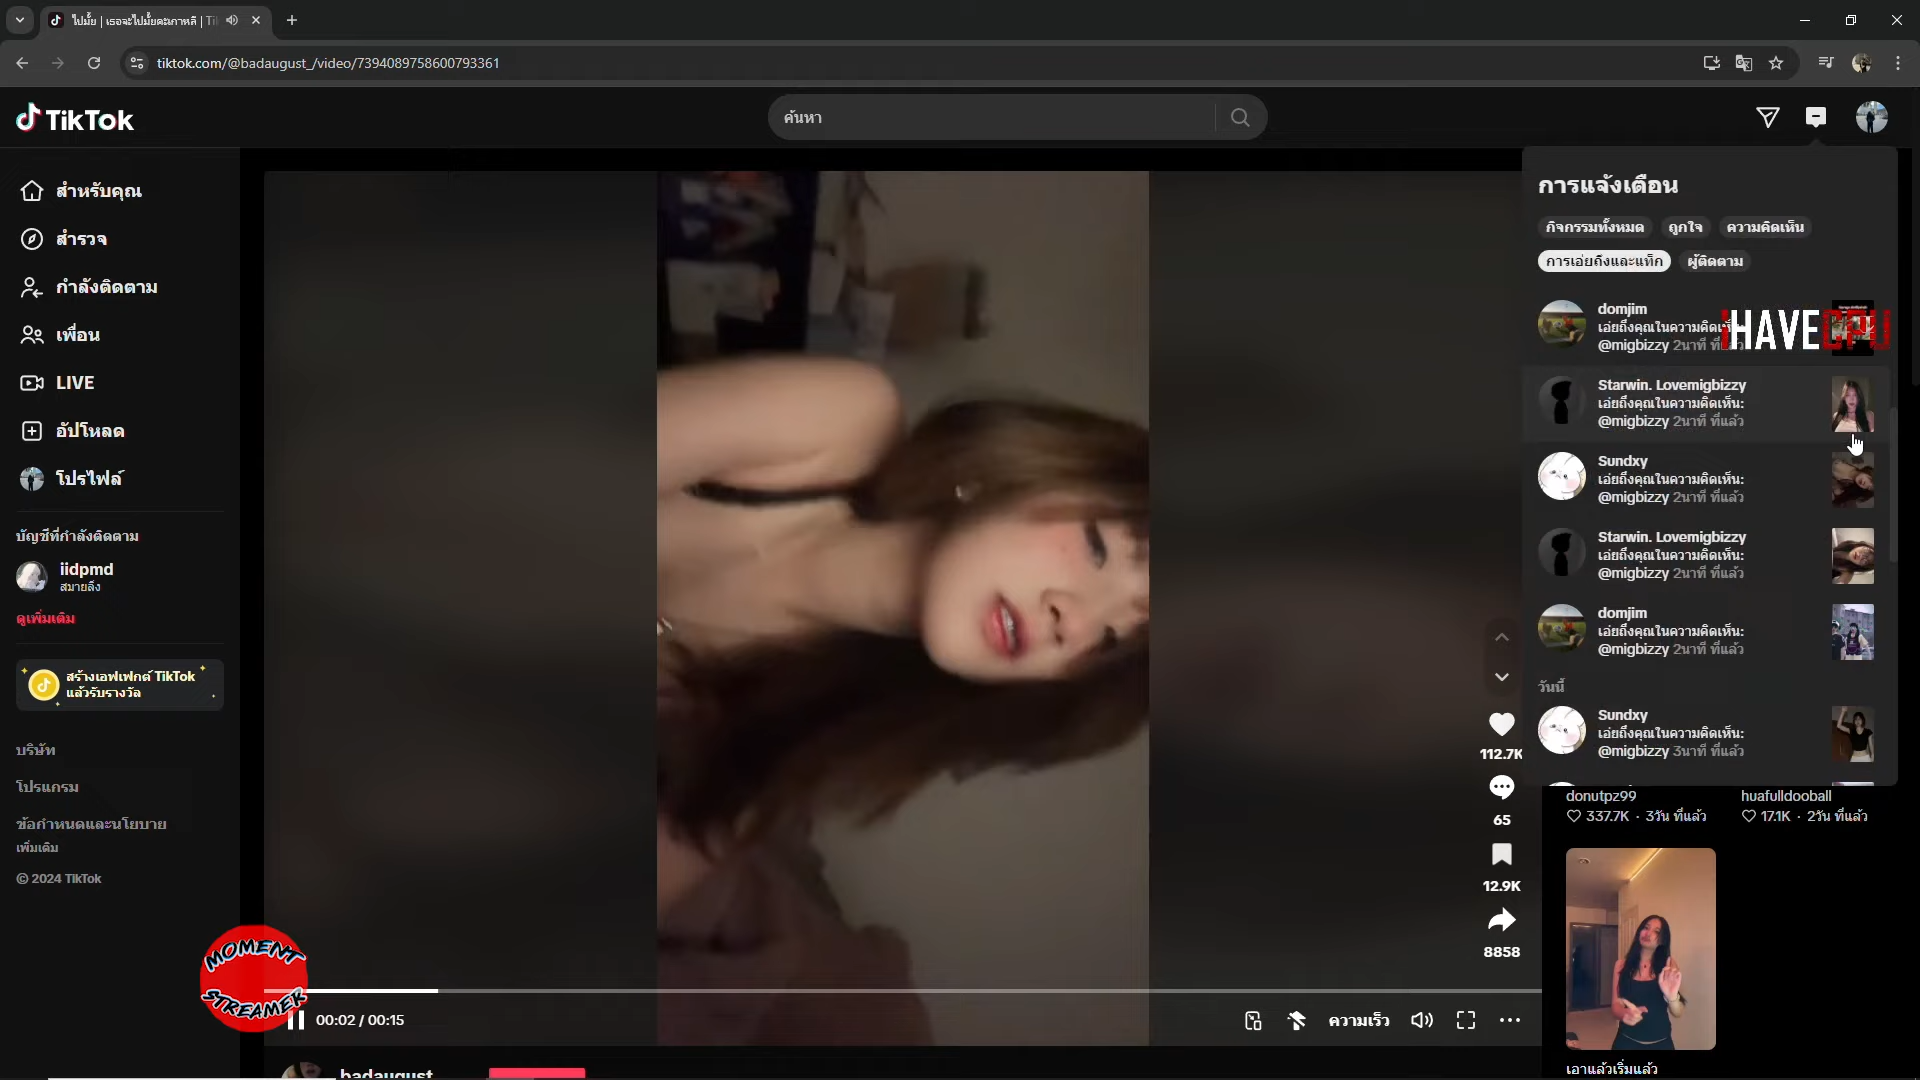 ไปมั้ย | เธอจะไปมั้ยคะเกาหลี | Ti
tiktok.com/@badaugust_/video/7394089758600793361
TikTok
ค้นหา
สำหรับคุณ
สำรวจ
กำลังติดตาม
เพื่อน
LIVE
อัปโหลด
โปรไฟล์
บัญชีที่กำลังติดตาม
iidpmd
สมายลิ้ง
ดูเพิ่มเติม
สร้างเอฟเฟกต์ TikTok
แล้วรับรางวัล
บริษัท
โปรแกรม
ข้อกำหนดและนโยบาย
เพิ่มเติม
© 2024 TikTok
MOMENT
STREAMER
00:02 / 00:15
ความเร็ว
badaugust_
112.7K
65
12.9K
8858
การแจ้งเตือน
กิจกรรมทั้งหมด
ถูกใจ
ความคิดเห็น
การเอ่ยถึงและแท็ก
ผู้ติดตาม
domjim
เอ่ยถึงคุณในความคิดเห็น:
@migbizzy 2นาที ที่แล้ว
iHAVECPU
Starwin. Lovemigbizzy
เอ่ยถึงคุณในความคิดเห็น:
@migbizzy 2นาที ที่แล้ว
Sundxy
เอ่ยถึงคุณในความคิดเห็น:
@migbizzy 2นาที ที่แล้ว
Starwin. Lovemigbizzy
เอ่ยถึงคุณในความคิดเห็น:
@migbizzy 2นาที ที่แล้ว
domjim
เอ่ยถึงคุณในความคิดเห็น:
@migbizzy 2นาที ที่แล้ว
วันนี้
Sundxy
เอ่ยถึงคุณในความคิดเห็น:
@migbizzy 3นาที ที่แล้ว
donutpz99
337.7K · 3วัน ที่แล้ว
huafulldooball
17.1K · 2วัน ที่แล้ว
เอาแล้วเริ่มแล้ว